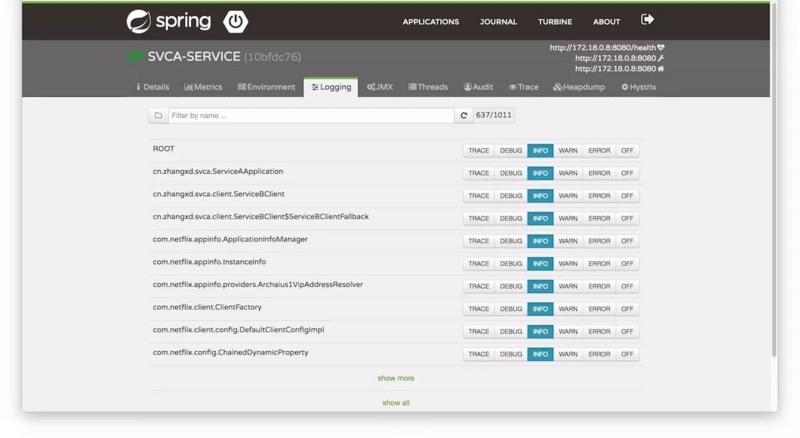 spring
APPLICATIONS JOURNAL TURBINE ABOUT
http://172.18.0.8:8080/health
SVCA-SERVICE (10bfdc76)
http://172.18.0.8:8080
http://172.18.0.8:8080
Details Metrics Environment Logging JMX Threads Audit Trace Heapdump Hystrix
Filter by name ... 637/1011
ROOT TRACE DEBUG INFO WARN ERROR OFF
cn.zhangxd.svca.ServiceAApplication TRACE DEBUG INFO WARN ERROR OFF
cn.zhangxd.svca.client.ServiceBClient TRACE DEBUG INFO WARN ERROR OFF
cn.zhangxd.svca.client.ServiceBClient$ServiceBClientFallback TRACE DEBUG INFO WARN ERROR OFF
com.netflix.appinfo.ApplicationInfoManager TRACE DEBUG INFO WARN ERROR OFF
com.netflix.appinfo.InstanceInfo TRACE DEBUG INFO WARN ERROR OFF
com.netflix.appinfo.providers.Archaius1VipAddressResolver TRACE DEBUG INFO WARN ERROR OFF
com.netflix.client.ClientFactory TRACE DEBUG INFO WARN ERROR OFF
com.netflix.client.config.DefaultClientConfigImpl TRACE DEBUG INFO WARN ERROR OFF
com.netflix.config.ChainedDynamicProperty TRACE DEBUG INFO WARN ERROR OFF
show more
show all